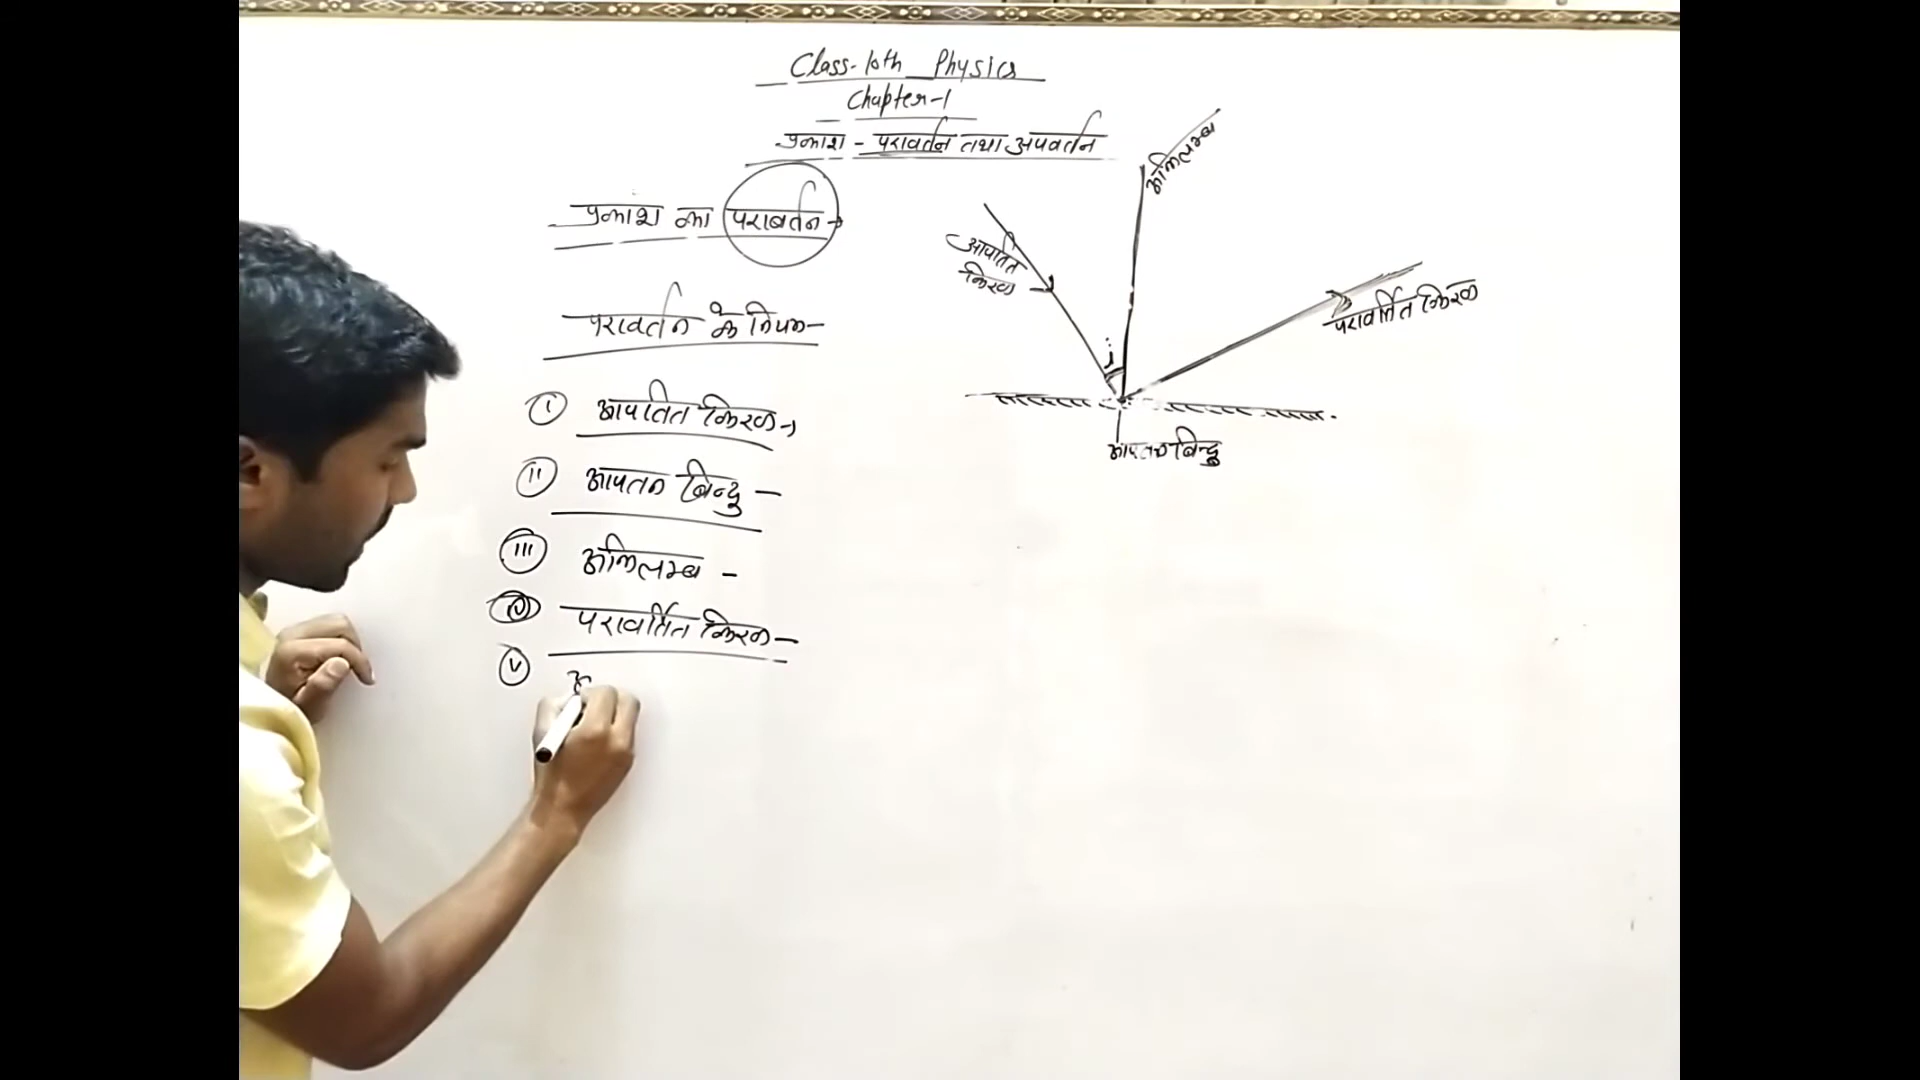 Class-10th Physics
Chapter-1
प्रकाश - परावर्तन तथा अपवर्तन
प्रकाश का परावर्तन →
परावर्तन के नियम —
(I) आपतित किरण →
(II) आपतन बिन्दु —
(III) अभिलम्ब —
(IV) परावर्तित किरण —
(V) अ
अभिलम्ब
आपतित
किरण
परावर्तित किरण
i
आपतन बिन्दु